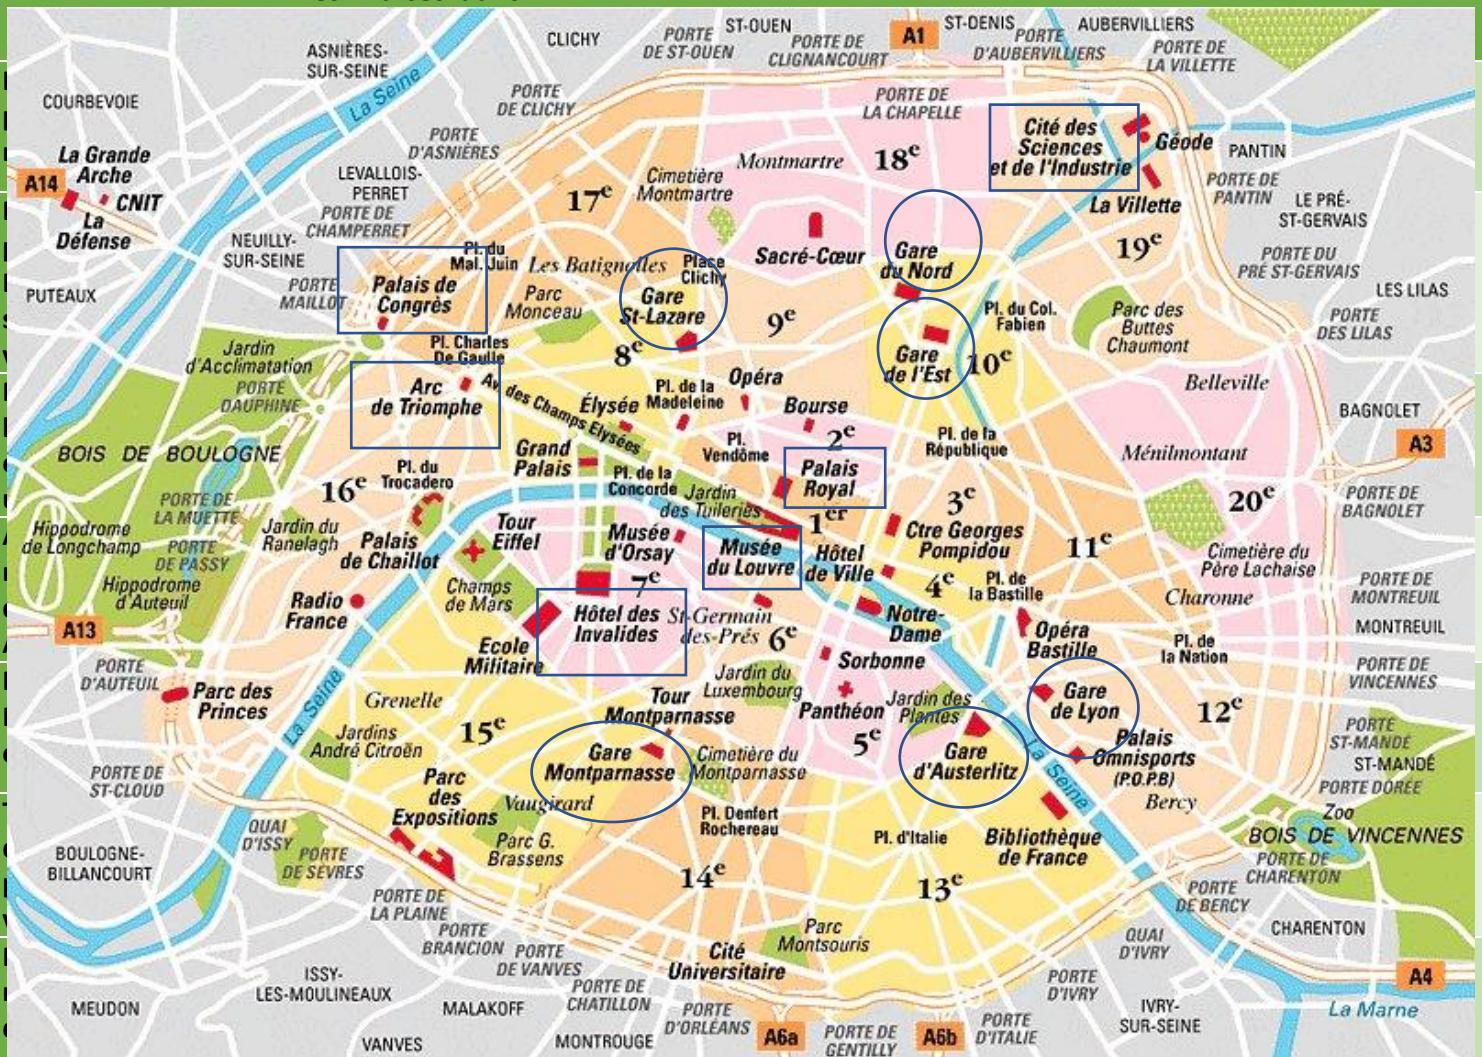 ST-OUEN
ST-DENIS
AUBERVILLIERS
CLICHY
PORTE
DE ST-OUEN
PORTE DE
CLIGNANCOURT
A1
PORTE
D'AUBERVILLIERS
PORTE DE
LA VILLETTE
ASNIÈRES-
SUR-SEINE
La Seine
COURBEVOIE
PORTE
DE CLICHY
PORTE DE
LA CHAPELLE
PORTE
D'ASNIÈRES
Cité des
Sciences
et de l'Industrie
Géode
PANTIN
La Grande
Arche
A14
CNIT
La
Défense
LEVALLOIS-
PERRET
PORTE DE
CHAMPERRET
17e
Cimetière
Montmartre
Montmartre
18e
La Villette
PORTE DE
PANTIN
LE PRÉ-
ST-GERVAIS
NEUILLY-
SUR-SEINE
Pl. du
Mal. Juin
Les Batignolles
Place
Clichy
Sacré-Cœur
Gare
du Nord
19e
PORTE DU
PRÉ ST-GERVAIS
PUTEAUX
PORTE
MAILLOT
Palais de
Congrès
Parc
Monceau
Gare
St-Lazare
9e
Pl. du Col.
Fabien
Parc des
Buttes
Chaumont
LES LILAS
PORTE
DES LILAS
Jardin
d'Acclimatation
Pl. Charles
De Gaulle
8e
Gare
de l'Est
10e
PORTE
DAUPHINE
Arc
de Triomphe
Av. des Champs Elysées
Élysée
Pl. de la
Madeleine
Opéra
Bourse
2e
Belleville
BAGNOLET
A3
BOIS DE BOULOGNE
Grand
Palais
Pl.
Vendôme
Pl. de la
République
Ménilmontant
Pl. du
Trocadero
16e
Pl. de la
Concorde
Jardin
des Tuileries
Palais
Royal
1er
3e
20e
PORTE DE
BAGNOLET
PORTE DE
LA MUETTE
Hippodrome
de Longchamp
Jardin du
Ranelagh
Palais
de Chaillot
Tour
Eiffel
Musée
d'Orsay
Musée
du Louvre
Hôtel
de Ville
Ctre Georges
Pompidou
11e
Cimetière du
Père Lachaise
PORTE
DE PASSY
Hippodrome
d'Auteuil
Champs
de Mars
7e
4e
Pl. de
la Bastille
Charonne
PORTE DE
MONTREUIL
A13
Radio
France
Hôtel des
Invalides
St-Germain
des-Prés
6e
Notre-
Dame
Opéra
Bastille
Pl. de
la Nation
MONTREUIL
Ecole
Militaire
Sorbonne
PORTE
D'AUTEUIL
Parc des
Princes
La Seine
Grenelle
Tour
Montparnasse
Jardin du
Luxembourg
Panthéon
Jardin des
Plantes
Gare
de Lyon
12e
PORTE DE
VINCENNES
Jardins
André Citroën
15e
Gare
Montparnasse
Cimetière du
Montparnasse
5e
Gare
d'Austerlitz
La Seine
Palais
Omnisports
(P.O.P.B)
PORTE
ST-MANDÉ
ST-MANDÉ
PORTE DE
ST-CLOUD
Parc
des
Expositions
Vaugirard
Pl. Denfert
Rochereau
Pl. d'Italie
Bibliothèque
de France
Bercy
PORTE DORÉE
Zoo
BOIS DE VINCENNES
QUAI
D'ISSY
PORTE
DE SÈVRES
Parc G.
Brassens
BOULOGNE-
BILLANCOURT
14e
13e
PORTE DE
CHARENTON
PORTE DE
LA PLAINE
PORTE
DE BERCY
CHARENTON
PORTE
BRANCION
PORTE
DE VANVES
Cité
Universitaire
Parc
Montsouris
QUAI
D'IVRY
ISSY-
LES-MOULINEAUX
PORTE DE
CHATILLON
PORTE
D'IVRY
A4
MEUDON
MALAKOFF
PORTE
D'ORLÉANS
PORTE
D'ITALIE
IVRY-
SUR-SEINE
La Marne
VANVES
MONTROUGE
A6a
PORTE DE
GENTILLY
A6b